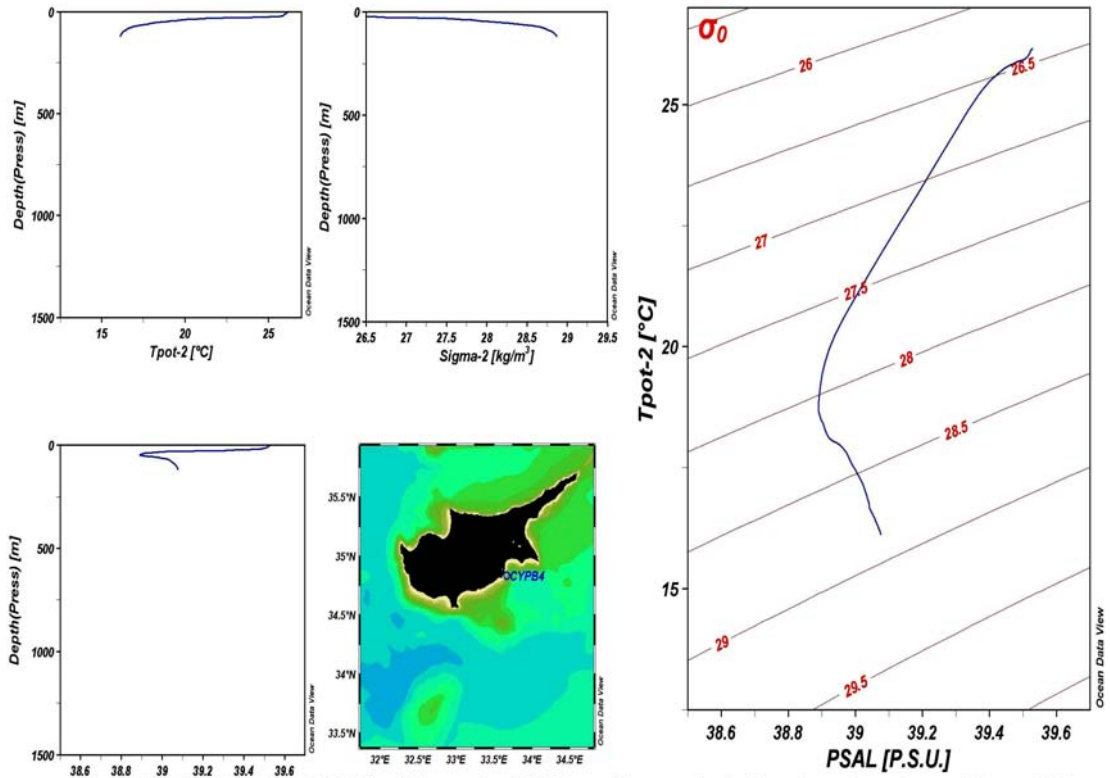 0
500
1000
1500
Depth(Press) [m]
15
20
25
Tpot-2 [ºC]
Ocean Data View
0
500
1000
1500
Depth(Press) [m]
26.5
27
27.5
28
28.5
29
29.5
Sigma-2 [kg/m³]
Ocean Data View
0
500
1000
1500
Depth(Press) [m]
38.6
38.8
39
39.2
39.4
39.6
Ocean Data View
35.5°N
35°N
34.5°N
34°N
33.5°N
CYPB4
32°E
32.5°E
33°E
33.5°E
34°E
34.5°E
Ocean Data View
σ0
26
26.5
27
27.5
28
28.5
29
29.5
25
20
15
Tpot-2 [°C]
38.6
38.8
39
39.2
39.4
39.6
PSAL [P.S.U.]
Ocean Data View